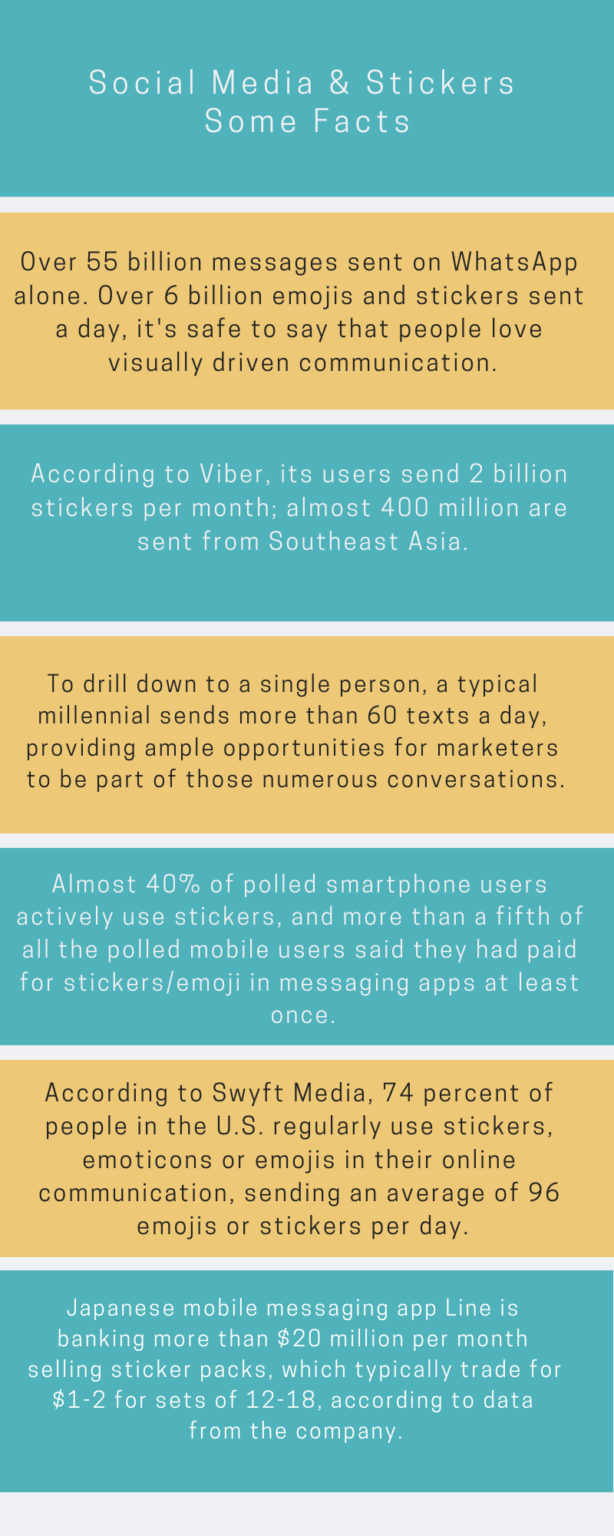 Social Media & Stickers
Some Facts
Over 55 billion messages sent on WhatsApp
alone. Over 6 billion emojis and stickers sent
a day, it's safe to say that people love
visually driven communication.
According to Viber, its users send 2 billion
stickers per month; almost 400 million are
sent from Southeast Asia.
To drill down to a single person, a typical
millennial sends more than 60 texts a day,
providing ample opportunities for marketers
to be part of those numerous conversations.
Almost 40% of polled smartphone users
actively use stickers, and more than a fifth of
all the polled mobile users said they had paid
for stickers/emoji in messaging apps at least
once.
According to Swyft Media, 74 percent of
people in the U.S. regularly use stickers,
emoticons or emojis in their online
communication, sending an average of 96
emojis or stickers per day.
Japanese mobile messaging app Line is
banking more than $20 million per month
selling sticker packs, which typically trade for
$1-2 for sets of 12-18, according to data
from the company.